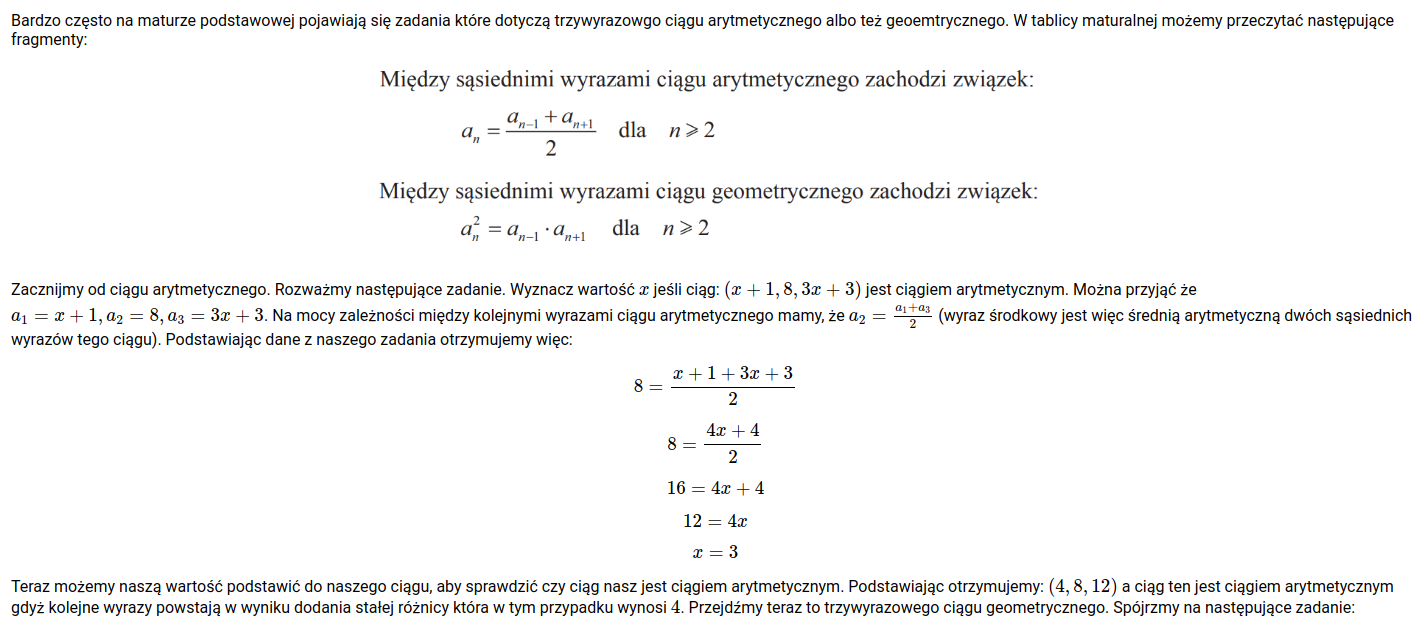 Bardzo często na maturze podstawowej pojawiają się zadania które dotyczą trzywyrazowgo ciągu arytmetycznego albo też geoemtrycznego. W tablicy maturalnej możemy przeczytać następujące
fragmenty:
Między sąsiednimi wyrazami ciągu arytmetycznego zachodzi związek:
$a_n = \frac{a_{n-1} + a_{n+1}}{2}$ dla $n \geqslant 2$
Między sąsiednimi wyrazami ciągu geometrycznego zachodzi związek:
$a_n^2 = a_{n-1} \cdot a_{n+1}$ dla $n \geqslant 2$
Zacznijmy od ciągu arytmetycznego. Rozważmy następujące zadanie. Wyznacz wartość $x$ jeśli ciąg: $(x + 1, 8, 3x + 3)$ jest ciągiem arytmetycznym. Można przyjąć że
$a_1 = x + 1, a_2 = 8, a_3 = 3x + 3$. Na mocy zależności między kolejnymi wyrazami ciągu arytmetycznego mamy, że $a_2 = \frac{a_1+a_3}{2}$ (wyraz środkowy jest więc średnią arytmetyczną dwóch sąsiednich
wyrazów tego ciągu). Podstawiając dane z naszego zadania otrzymujemy więc:
$8 = \frac{x + 1 + 3x + 3}{2}$
$8 = \frac{4x + 4}{2}$
$16 = 4x + 4$
$12 = 4x$
$x = 3$
Teraz możemy naszą wartość podstawić do naszego ciągu, aby sprawdzić czy ciąg nasz jest ciągiem arytmetycznym. Podstawiając otrzymujemy: $(4, 8, 12)$ a ciąg ten jest ciągiem arytmetycznym
gdyż kolejne wyrazy powstają w wyniku dodania stałej różnicy która w tym przypadku wynosi $4$. Przejdźmy teraz to trzywyrazowego ciągu geometrycznego. Spójrzmy na następujące zadanie: